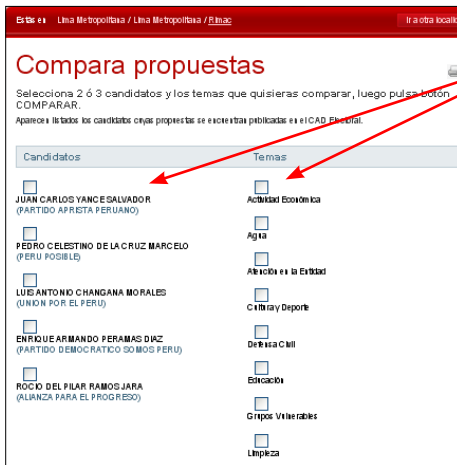 Estás en Lima Metropolitana / Lima Metropolitana / Rimac
Ir a otra locali
Compara propuestas
Selecciona 2 ó 3 candidatos y los temas que quisieras comparar, luego pulsa botón
COMPARAR.
Aparecen listados los candidatos cuyas propuestas se encuentran publicadas en el CAD Electoral.
Candidatos Temas
JUAN CARLOS YANCE SALVADOR
(PARTIDO APRISTA PERUANO)
Actividad Económica
Agua
PEDRO CELESTINO DE LA CRUZ MARCELO
(PERU POSIBLE)
Atención en la Entidad
LUIS ANTONIO CHANGANA MORALES
(UNION POR EL PERU)
Cultura y Deporte
ENRIQUE ARMANDO PERAMAS DIAZ
(PARTIDO DEMOCRATICO SOMOS PERU)
Defensa Civil
Educación
ROCIO DEL PILAR RAMOS JARA
(ALIANZA PARA EL PROGRESO)
Grupos Vulnerables
Limpieza